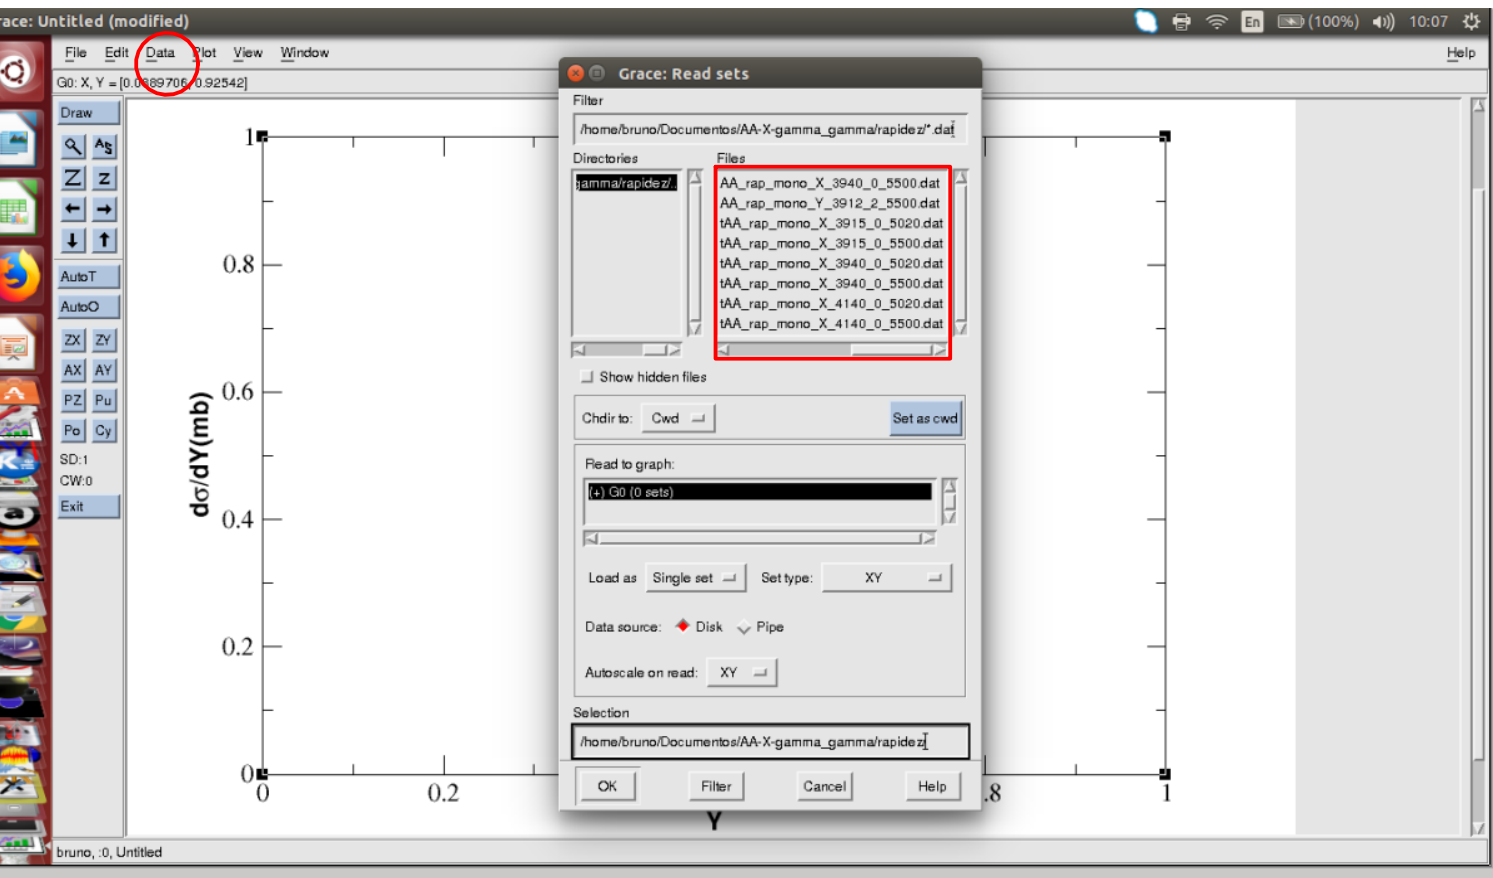 race: Untitled (modified)
En (100%) 10:07
File Edit Data Plot View Window Help
G0: X, Y = [0.0889706, 0.92542]
Draw
A S
Z z
AutoT
AutoO
ZX ZY
AX AY
PZ Pu
Po Cy
SD:1
CW:0
Exit
dσ/dY(mb)
1
0.8
0.6
0.4
0.2
0
0 0.2 .8 1
Y
Grace: Read sets
Filter
/home/bruno/Documentos/AA-X-gamma_gamma/rapidez/*.dat
Directories Files
gamma/rapidez/..
AA_rap_mono_X_3940_0_5500.dat
AA_rap_mono_Y_3912_2_5500.dat
tAA_rap_mono_X_3915_0_5020.dat
tAA_rap_mono_X_3915_0_5500.dat
tAA_rap_mono_X_3940_0_5020.dat
tAA_rap_mono_X_3940_0_5500.dat
tAA_rap_mono_X_4140_0_5020.dat
tAA_rap_mono_X_4140_0_5500.dat
Show hidden files
Chdir to: Cwd Set as cwd
Read to graph:
(+) G0 (0 sets)
Load as Single set Set type: XY
Data source: Disk Pipe
Autoscale on read: XY
Selection
/home/bruno/Documentos/AA-X-gamma_gamma/rapidez/
OK Filter Cancel Help
bruno, :0, Untitled